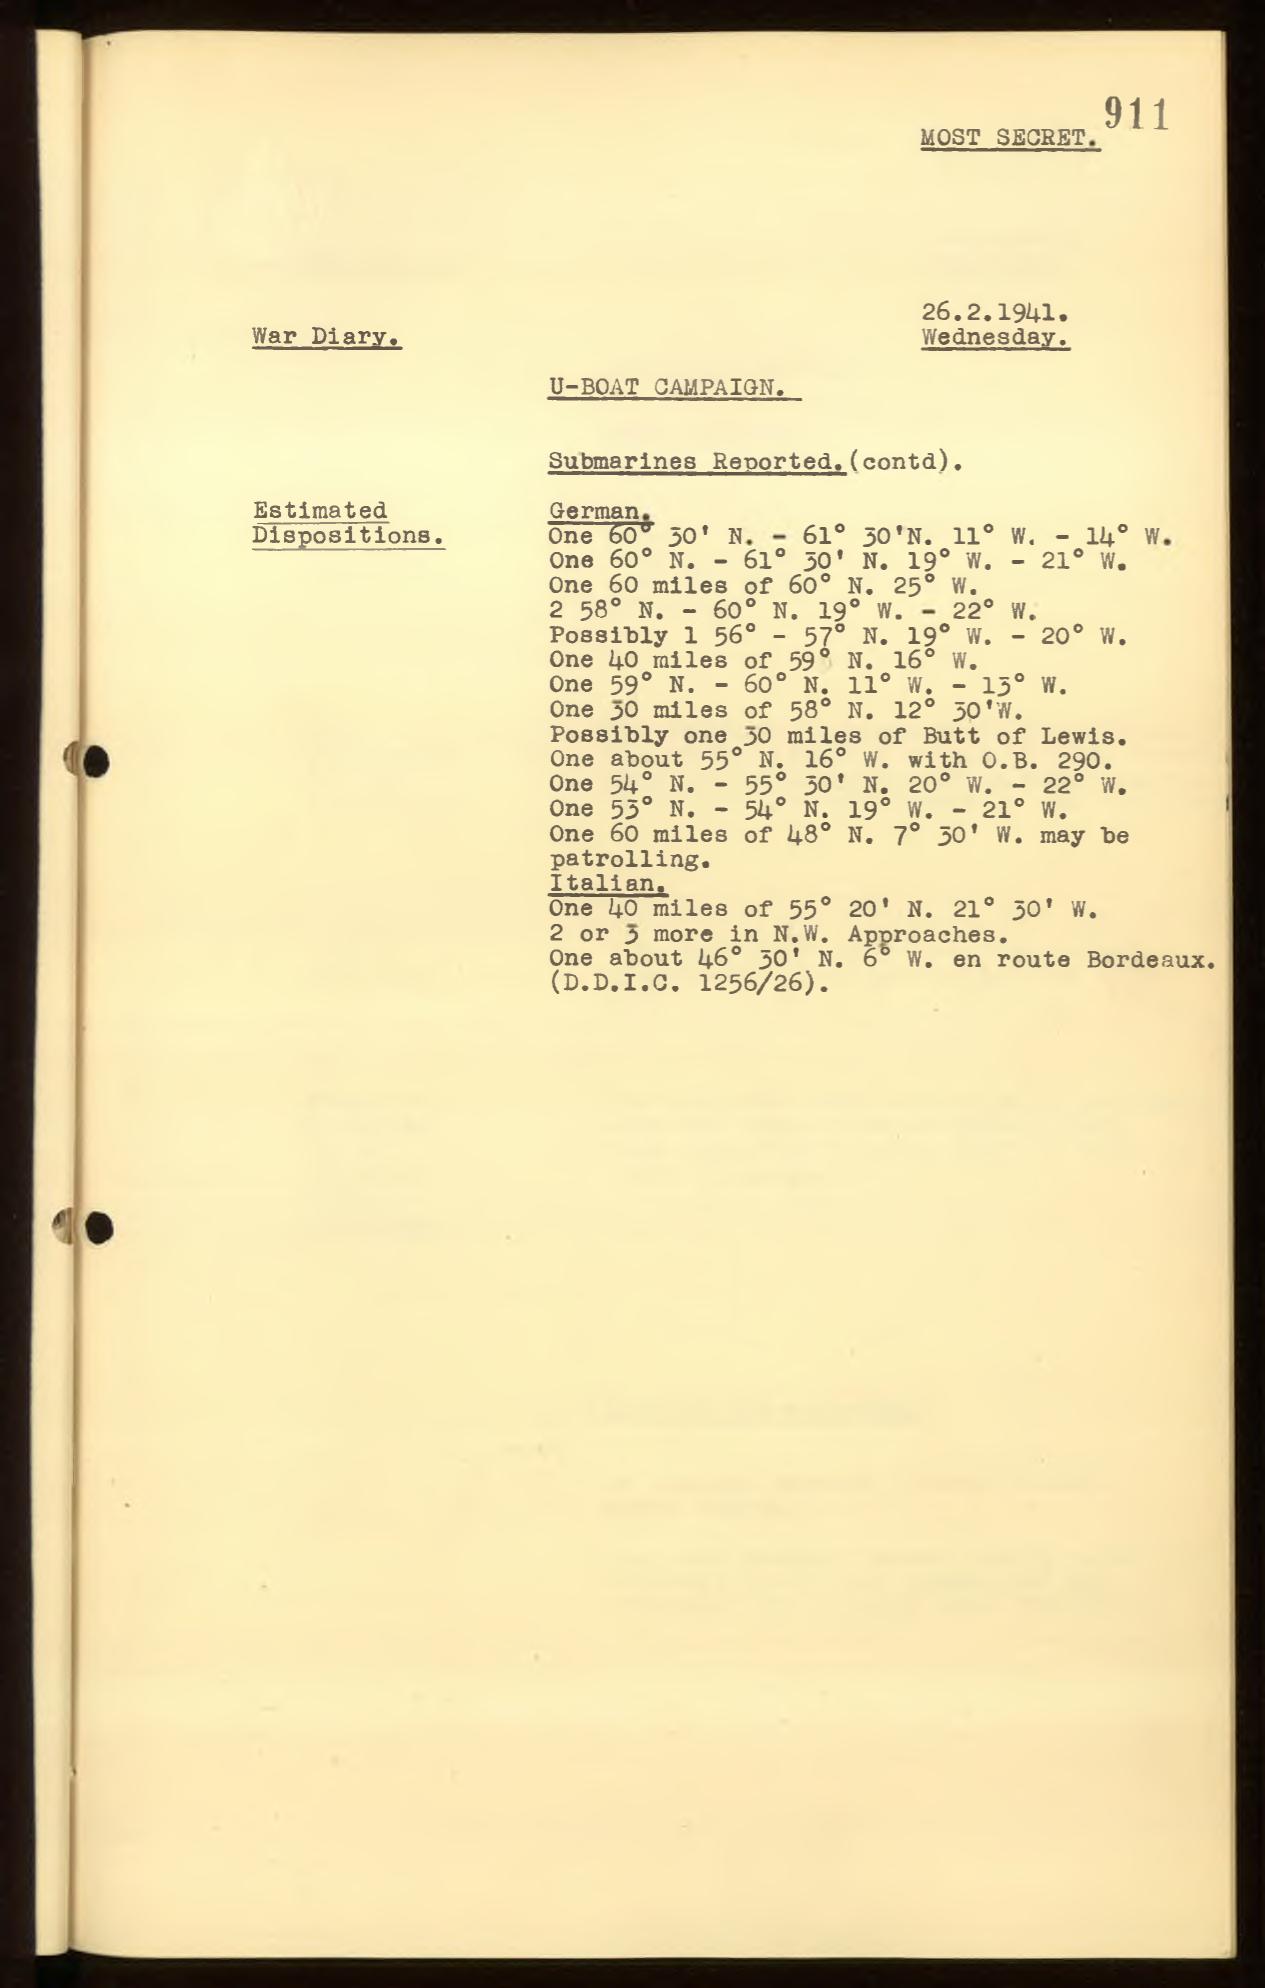 911
MOST SECRET.
26.2.1941.
War Diary.
Wednesday.
U-BOAT CAMPAIGN.
Submarines Reported.(contd).
Estimated
Dispositions.
German.
One 60° 30' N. - 61° 30'N. 11° W. - 14° W.
One 60° N. - 61° 30' N. 19° W. - 21° W.
One 60 miles of 60° N. 25° W.
2 58° N. - 60° N. 19° W. - 22° W.
Possibly 1 56° - 57° N. 19° W. - 20° W.
One 40 miles of 59° N. 16° W.
One 59° N. - 60° N. 11° W. - 13° W.
One 30 miles of 58° N. 12° 30'W.
Possibly one 30 miles of Butt of Lewis.
One about 55° N. 16° W. with O.B. 290.
One 54° N. - 55° 30' N. 20° W. - 22° W.
One 53° N. - 54° N. 19° W. - 21° W.
One 60 miles of 48° N. 7° 30' W. may be
patrolling.
Italian.
One 40 miles of 55° 20' N. 21° 30' W.
2 or 3 more in N.W. Approaches.
One about 46° 30' N. 6° W. en route Bordeaux.
(D.D.I.C. 1256/26).